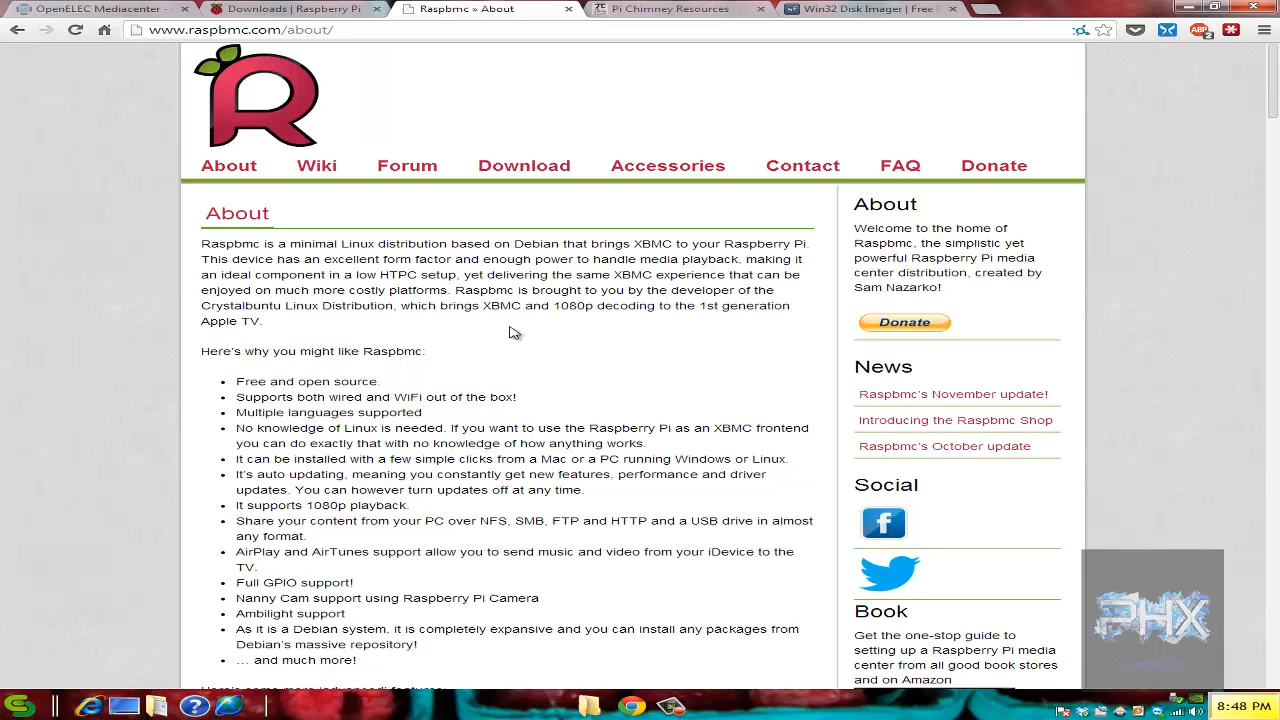 OpenELEC Mediacenter -
Downloads | Raspberry Pi
Raspbmc » About
Pi Chimney Resources
Win32 Disk Imager | Free
www.raspbmc.com/about/
ABP
2
R
About Wiki Forum Download Accessories Contact FAQ Donate
About
Raspbmc is a minimal Linux distribution based on Debian that brings XBMC to your Raspberry Pi.
This device has an excellent form factor and enough power to handle media playback, making it
an ideal component in a low HTPC setup, yet delivering the same XBMC experience that can be
enjoyed on much more costly platforms. Raspbmc is brought to you by the developer of the
Crystalbuntu Linux Distribution, which brings XBMC and 1080p decoding to the 1st generation
Apple TV.
Here's why you might like Raspbmc:
• Free and open source.
• Supports both wired and WiFi out of the box!
• Multiple languages supported
• No knowledge of Linux is needed. If you want to use the Raspberry Pi as an XBMC frontend
you can do exactly that with no knowledge of how anything works.
• It can be installed with a few simple clicks from a Mac or a PC running Windows or Linux.
• It's auto updating, meaning you constantly get new features, performance and driver
updates. You can however turn updates off at any time.
• It supports 1080p playback.
• Share your content from your PC over NFS, SMB, FTP and HTTP and a USB drive in almost
any format.
• AirPlay and AirTunes support allow you to send music and video from your iDevice to the
TV.
• Full GPIO support!
• Nanny Cam support using Raspberry Pi Camera
• Ambilight support
• As it is a Debian system, it is completely expansive and you can install any packages from
Debian's massive repository!
• … and much more!
About
Welcome to the home of
Raspbmc, the simplistic yet
powerful Raspberry Pi media
center distribution, created by
Sam Nazarko!
Donate
News
Raspbmc's November update!
Introducing the Raspbmc Shop
Raspbmc's October update
Social
f
Book
Get the one-stop guide to
setting up a Raspberry Pi media
center from all good book stores
and on Amazon
PHX
8:48 PM